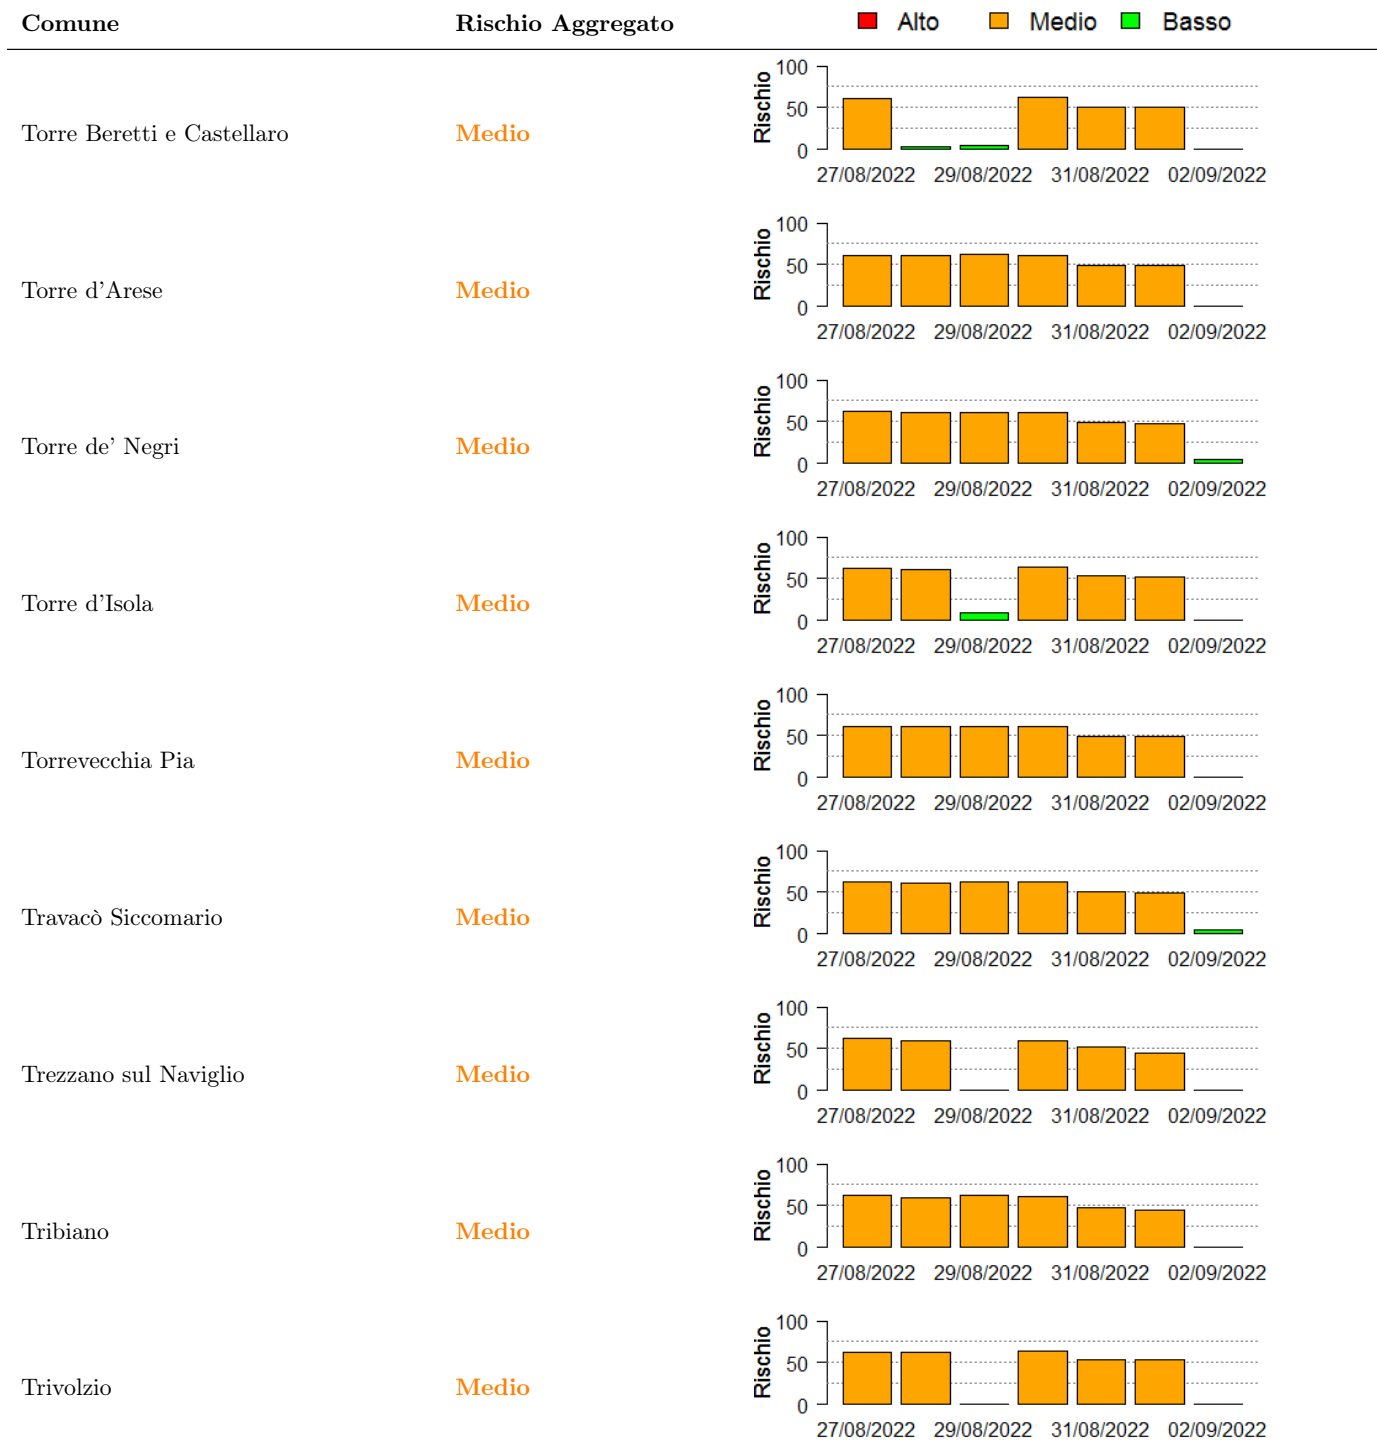 Comune Rischio Aggregato Alto Medio Basso
Torre Beretti e Castellaro Medio Rischio 100 50 0
27/08/2022 29/08/2022 31/08/2022 02/09/2022
Torre d'Arese Medio Rischio 100 50 0
27/08/2022 29/08/2022 31/08/2022 02/09/2022
Torre de' Negri Medio Rischio 100 50 0
27/08/2022 29/08/2022 31/08/2022 02/09/2022
Torre d'Isola Medio Rischio 100 50 0
27/08/2022 29/08/2022 31/08/2022 02/09/2022
Torrevecchia Pia Medio Rischio 100 50 0
27/08/2022 29/08/2022 31/08/2022 02/09/2022
Travacò Siccomario Medio Rischio 100 50 0
27/08/2022 29/08/2022 31/08/2022 02/09/2022
Trezzano sul Naviglio Medio Rischio 100 50 0
27/08/2022 29/08/2022 31/08/2022 02/09/2022
Tribiano Medio Rischio 100 50 0
27/08/2022 29/08/2022 31/08/2022 02/09/2022
Trivolzio Medio Rischio 100 50 0
27/08/2022 29/08/2022 31/08/2022 02/09/2022